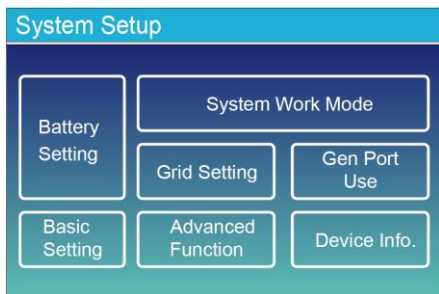 System Setup
Battery
Setting
System Work Mode
Grid Setting
Gen Port
Use
Basic
Setting
Advanced
Function
Device Info.